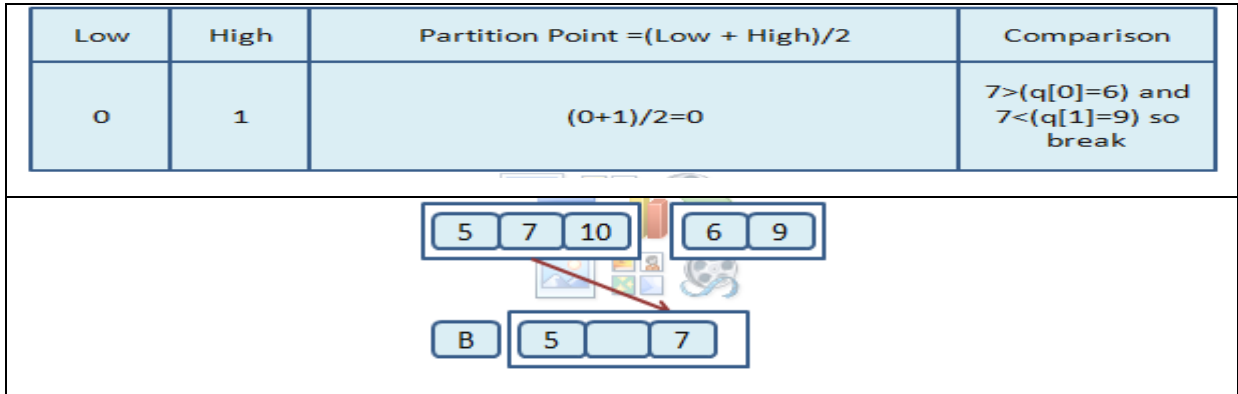 Low High Partition Point =(Low + High)/2 Comparison
0 1 (0+1)/2=0 7>(q[0]=6) and
7<(q[1]=9) so
break
5 7 10 6 9
B 5 7